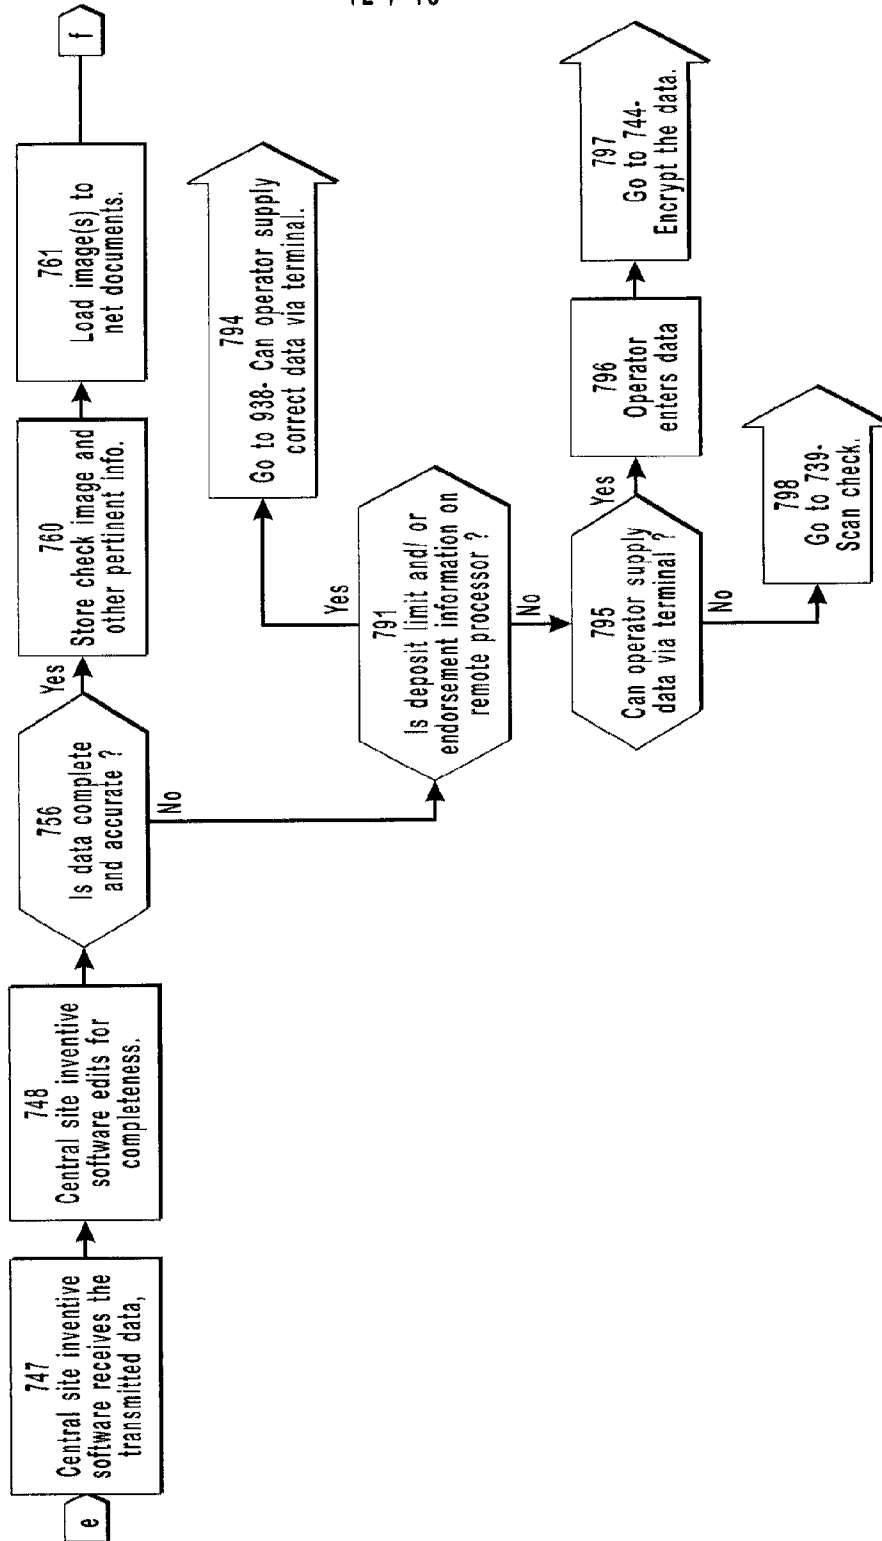 e
747
Central site inventive
software receives the
transmitted data,
748
Central site inventive
software edits for
completeness.
756
Is data complete
and accurate ?
Yes
No
760
Store check image and
other pertinent info.
761
Load image(s) to
net documents.
f
791
Is deposit limit and/ or
endorsement information on
remote processor ?
Yes
No
794
Go to 938- Can operator supply
correct data via terminal.
795
Can operator supply
data via terminal ?
Yes
No
796
Operator
enters data
797
Go to 744-
Encrypt the data.
798
Go to 739-
Scan check.